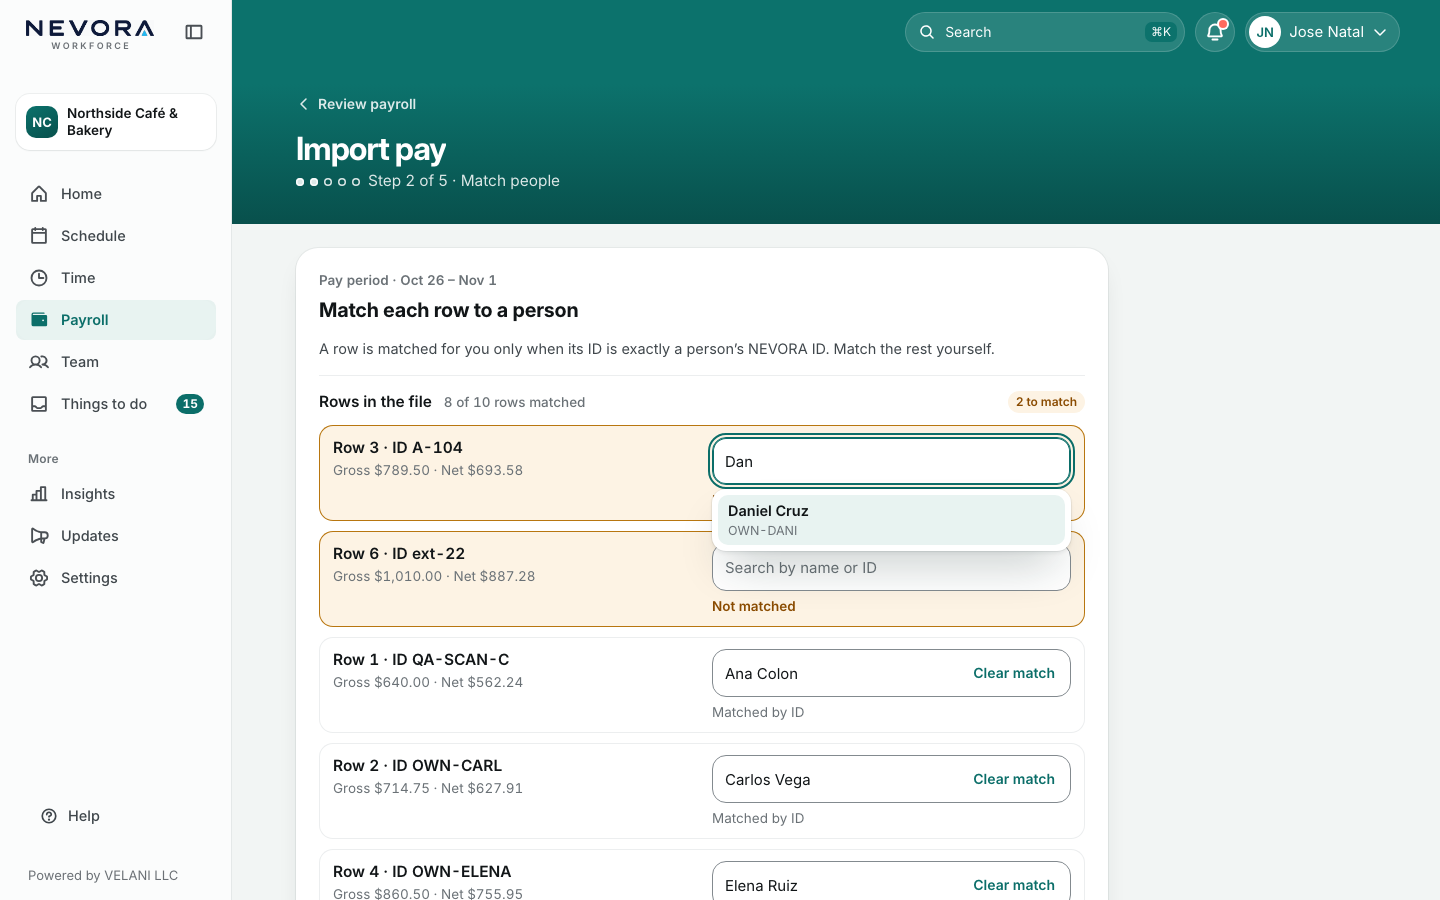 NEVORA
WORKFORCE
Search
⌘K
JN
Jose Natal
NC
Northside Café &
Bakery
Home
Schedule
Time
Payroll
Team
Things to do
15
More
Insights
Updates
Settings
Help
Powered by VELANI LLC
Review payroll
Import pay
Step 2 of 5 · Match people
Pay period · Oct 26 – Nov 1
Match each row to a person
A row is matched for you only when its ID is exactly a person’s NEVORA ID. Match the rest yourself.
Rows in the file
8 of 10 rows matched
2 to match
Row 3 · ID A-104
Gross $789.50 · Net $693.58
Dan
Daniel Cruz
OWN-DANI
Row 6 · ID ext-22
Gross $1,010.00 · Net $887.28
Search by name or ID
Not matched
Row 1 · ID QA-SCAN-C
Gross $640.00 · Net $562.24
Ana Colon
Clear match
Matched by ID
Row 2 · ID OWN-CARL
Gross $714.75 · Net $627.91
Carlos Vega
Clear match
Matched by ID
Row 4 · ID OWN-ELENA
Gross $860.50 · Net $755.95
Elena Ruiz
Clear match